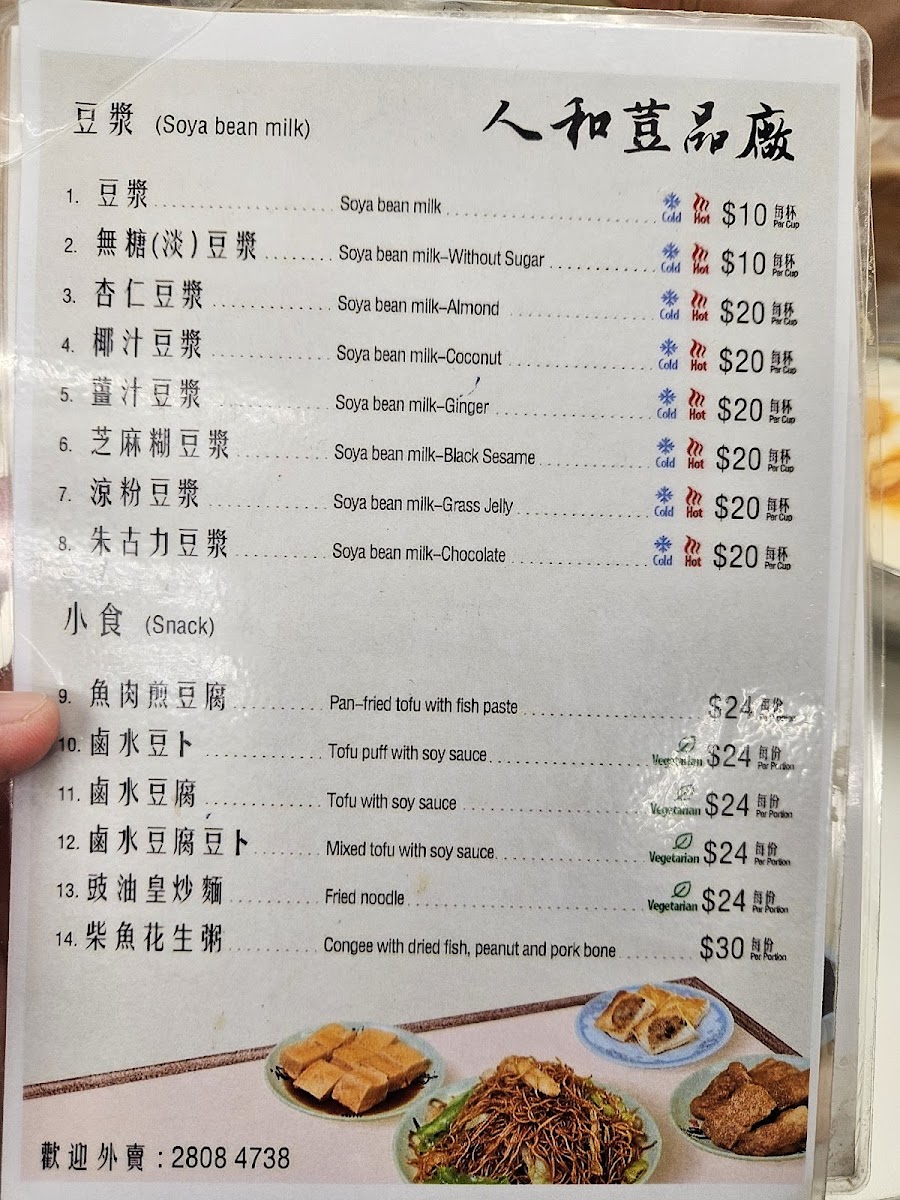 豆漿 (Soya bean milk)
人和荳品廠
1. 豆漿 Soya bean milk Cold Hot $10 每杯 Per Cup
2. 無糖(淡)豆漿 Soya bean milk–Without Sugar Cold Hot $10 每杯 Per Cup
3. 杏仁豆漿 Soya bean milk–Almond Cold Hot $20 每杯 Per Cup
4. 椰汁豆漿 Soya bean milk–Coconut Cold Hot $20 每杯 Per Cup
5. 薑汁豆漿 Soya bean milk–Ginger Cold Hot $20 每杯 Per Cup
6. 芝麻糊豆漿 Soya bean milk–Black Sesame Cold Hot $20 每杯 Per Cup
7. 涼粉豆漿 Soya bean milk–Grass Jelly Cold Hot $20 每杯 Per Cup
8. 朱古力豆漿 Soya bean milk–Chocolate Cold Hot $20 每杯 Per Cup
小食 (Snack)
9. 魚肉煎豆腐 Pan–fried tofu with fish paste $24 每份 Per Portion
10. 鹵水豆卜 Tofu puff with soy sauce Vegetarian $24 每份 Per Portion
11. 鹵水豆腐 Tofu with soy sauce Vegetarian $24 每份 Per Portion
12. 鹵水豆腐豆卜 Mixed tofu with soy sauce Vegetarian $24 每份 Per Portion
13. 豉油皇炒麵 Fried noodle Vegetarian $24 每份 Per Portion
14. 柴魚花生粥 Congee with dried fish, peanut and pork bone $30 每份 Per Portion
歡迎外賣 : 2808 4738